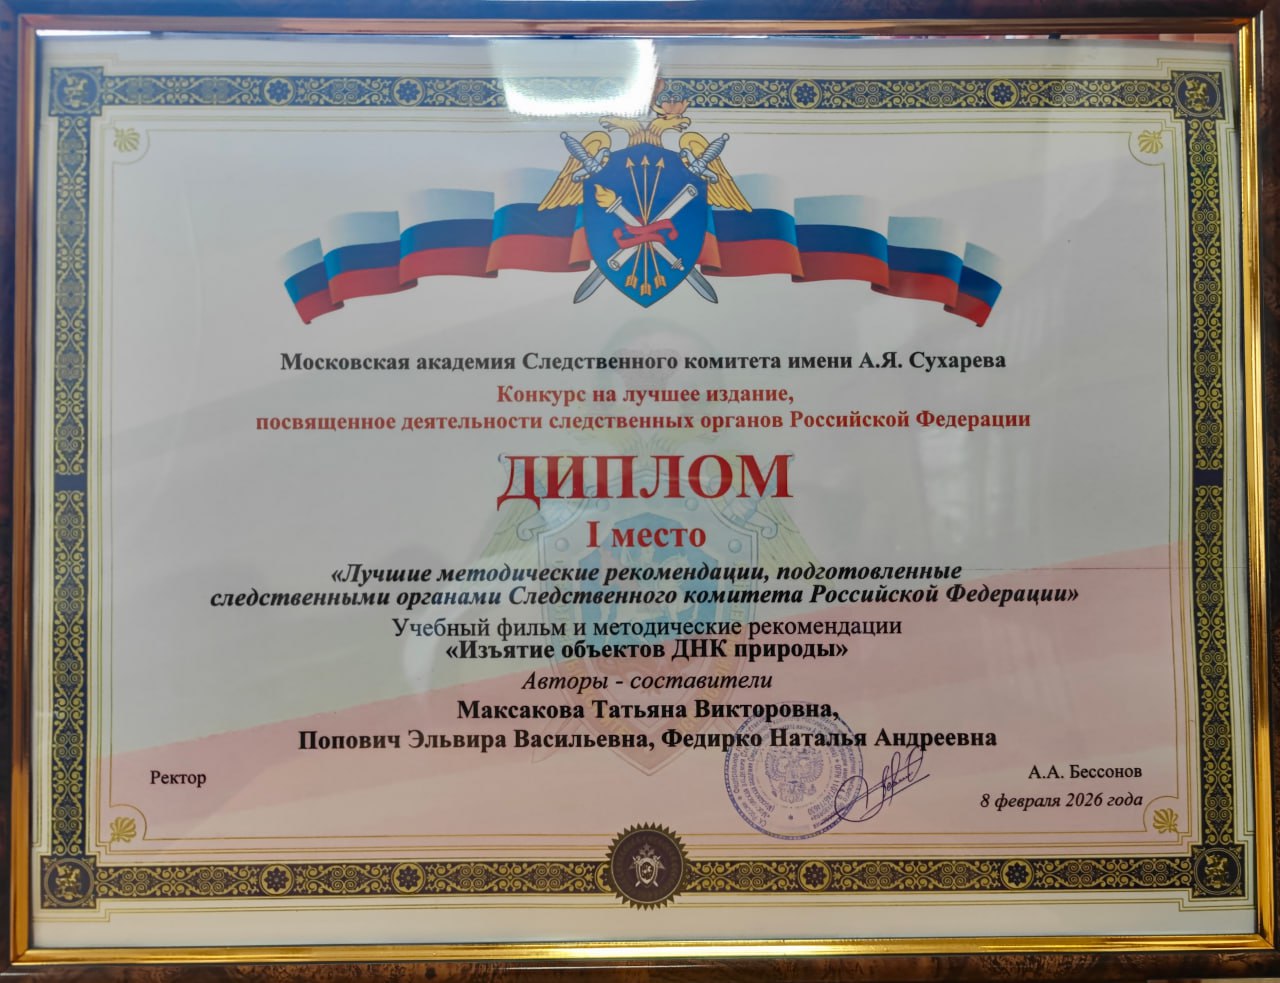 Московская академия Следственного комитета имени А.Я. Сухарева
Конкурс на лучшее издание,
посвященное деятельности следственных органов Российской Федерации
ДИПЛОМ
I место
«Лучшие методические рекомендации, подготовленные
следственными органами Следственного комитета Российской Федерации»
Учебный фильм и методические рекомендации
«Изъятие объектов ДНК природы»
Авторы - составители
Максакова Татьяна Викторовна,
Попович Эльвира Васильевна, Федирко Наталья Андреевна
Ректор
А.А. Бессонов
8 февраля 2026 года